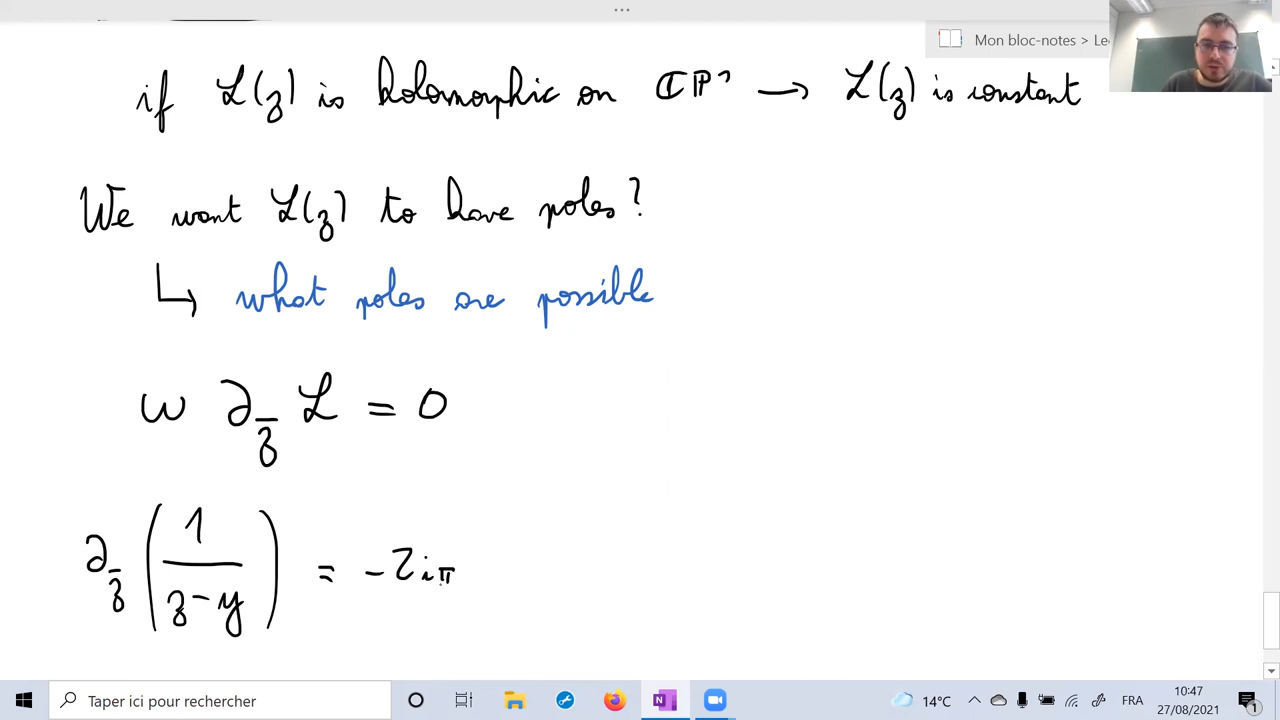 Mon bloc-notes > Le
if ℒ(z) is holomorphic on ℂℙ¹ → ℒ(z) is constant
We want ℒ(z) to have poles?
↳ what poles are possible
ω ∂_z̄ ℒ = 0
∂_z̄ (1/(z-y)) = -2iπ
Taper ici pour rechercher
14°C
FRA
10:47
27/08/2021
1